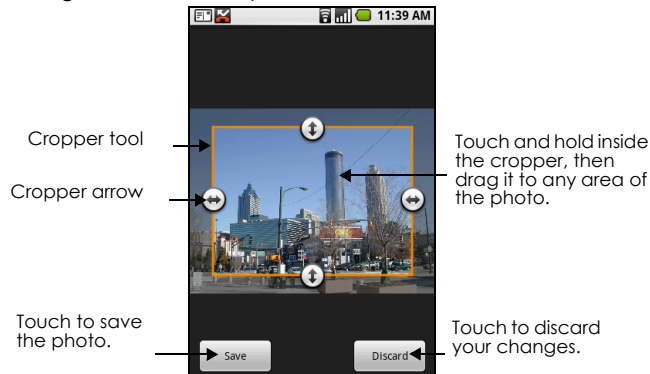 11:39 AM
Cropper tool
Touch and hold inside
the cropper, then
drag it to any area of
the photo.
Cropper arrow
Touch to save
the photo.
Save
Discard
Touch to discard
your changes.